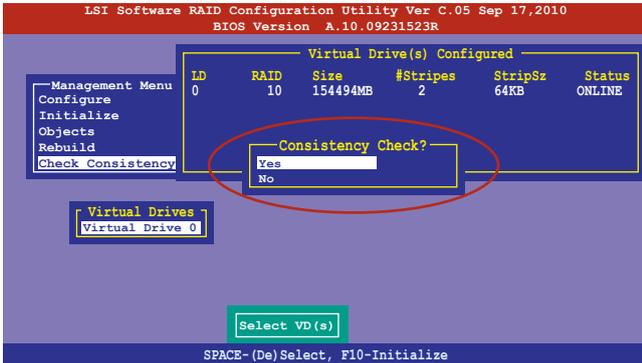 LSI Software RAID Configuration Utility Ver C.05 Sep 17,2010
BIOS Version A.10.09231523R
Virtual Drive(s) Configured
LD RAID Size #Stripes StripSz Status
0 10 154494MB 2 64KB ONLINE
Management Menu
Configure
Initialize
Objects
Rebuild
Check Consistency
Consistency Check?
Yes
No
Virtual Drives
Virtual Drive 0
Select VD(s)
SPACE-(De)Select, F10-Initialize